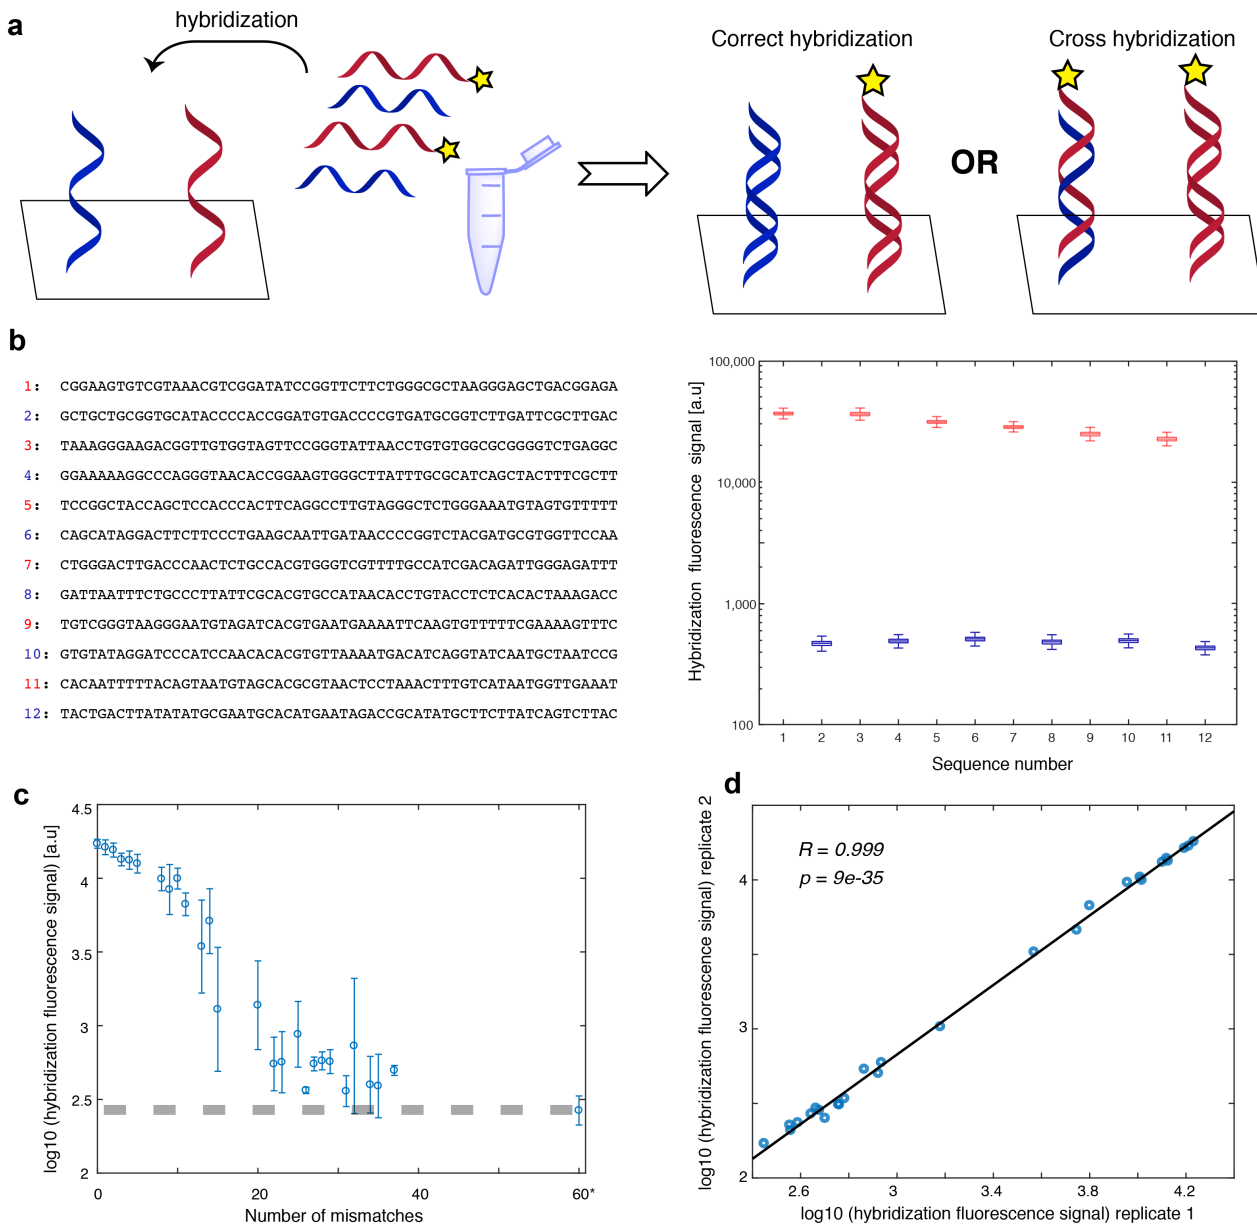 a
hybridization
Correct hybridization
Cross hybridization
OR
b
1: CGGAAGTGTCGTAAACGTCGGATATCCGGTTCTTCTGGGCGCTAAGGGAGCTGACGGAGA
2: GCTGCTGCGGTGCATACCCCACCGGATGTGACCCCGTGATGCGGTCTTGATTCGCTTGAC
3: TAAAGGGAAGACGGTTGTGGTAGTTCCGGGTATTAACCTGTGTGGCGCGGGGTCTGAGGC
4: GGAAAAAGGCCCAGGGTAACACCGGAAGTGGGCTTATTTGCGCATCAGCTACTTTCGCTT
5: TCCGGCTACCAGCTCCACCCACTTCAGGCCTTGTAGGGCTCTGGGAAATGTAGTGTTTTT
6: CAGCATAGGACTTCTTCCCTGAAGCAATTGATAACCCCGGTCTACGATGCGTGGTTCCAA
7: CTGGGACTTGACCCAACTCTGCCACGTGGGTCGTTTTGCCATCGACAGATTGGGAGATTT
8: GATTAATTTCTGCCCTTATTCGCACGTGCCATAACACCTGTACCTCTCACACTAAAGACC
9: TGTCGGGTAAGGGAATGTAGATCACGTGAATGAAAATTCAAGTGTTTTTCGAAAAGTTTC
10: GTGTATAGGATCCCATCCAACACACGTGTTAAAATGACATCAGGTATCAATGCTAATCCG
11: CACAATTTTTACAGTAATGTAGCACGCGTAACTCCTAAACTTTGTCATAATGGTTGAAAT
12: TACTGACTTATATATGCGAATGCACATGAATAGACCGCATATGCTTCTTATCAGTCTTAC
Hybridization fluorescence signal [a.u]
100,000
10,000
1,000
100
1 2 3 4 5 6 7 8 9 10 11 12
Sequence number
c
log10 (hybridization fluorescence signal) [a.u]
4.5
4
3.5
3
2.5
2
0 20 40 60*
Number of mismatches
d
log10 (hybridization fluorescence signal) replicate 2
R = 0.999
p = 9e-35
4
3
2
2.6 3 3.4 3.8 4.2
log10 (hybridization fluorescence signal) replicate 1